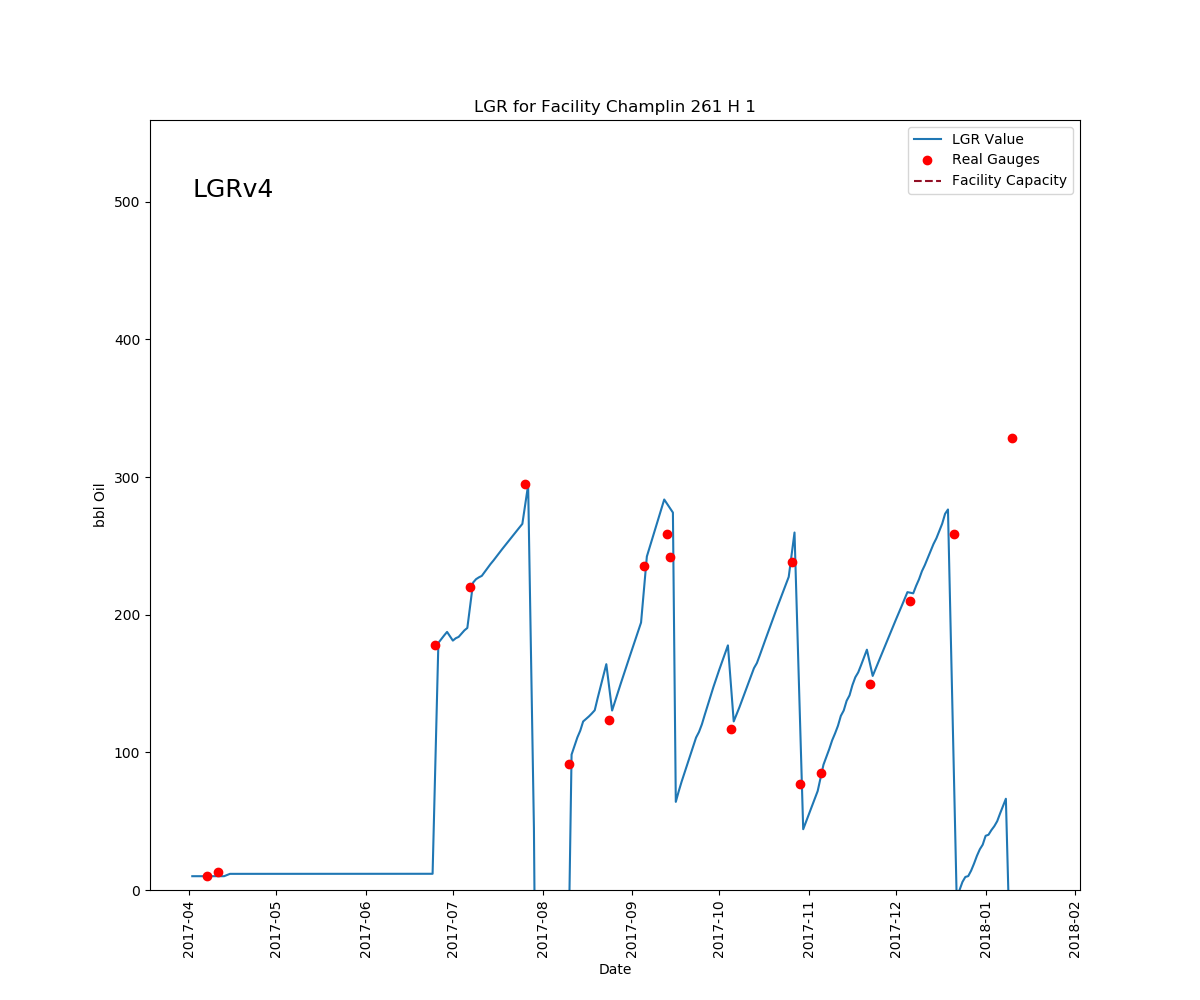 LGR for Facility Champlin 261 H 1
LGR Value
Real Gauges
Facility Capacity
LGRv4
500
400
300
200
100
0
bbl Oil
2017-04
2017-05
2017-06
2017-07
2017-08
2017-09
2017-10
2017-11
2017-12
2018-01
2018-02
Date